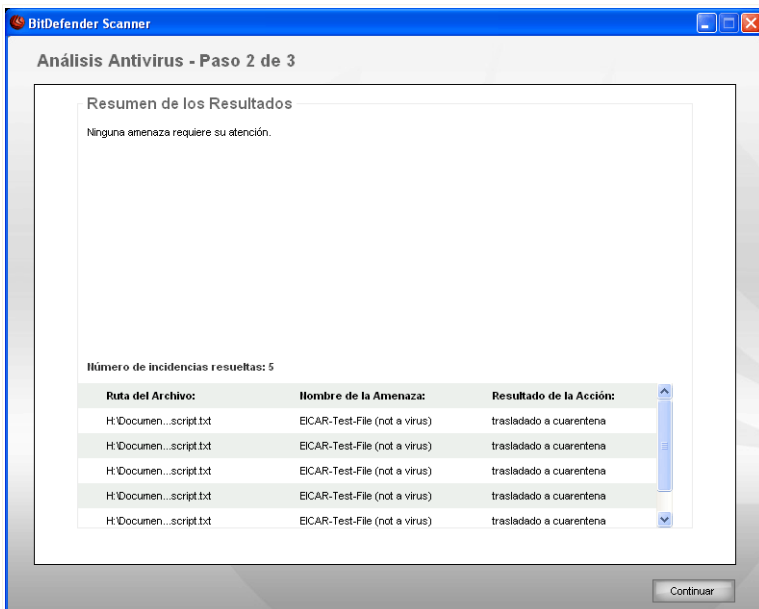 BitDefender Scanner
Análisis Antivirus - Paso 2 de 3
Resumen de los Resultados
Ninguna amenaza requiere su atención.
Número de incidencias resueltas: 5
Ruta del Archivo: Nombre de la Amenaza: Resultado de la Acción:
H:\Documen...script.txt EICAR-Test-File (not a virus) trasladado a cuarentena
H:\Documen...script.txt EICAR-Test-File (not a virus) trasladado a cuarentena
H:\Documen...script.txt EICAR-Test-File (not a virus) trasladado a cuarentena
H:\Documen...script.txt EICAR-Test-File (not a virus) trasladado a cuarentena
H:\Documen...script.txt EICAR-Test-File (not a virus) trasladado a cuarentena
Continuar